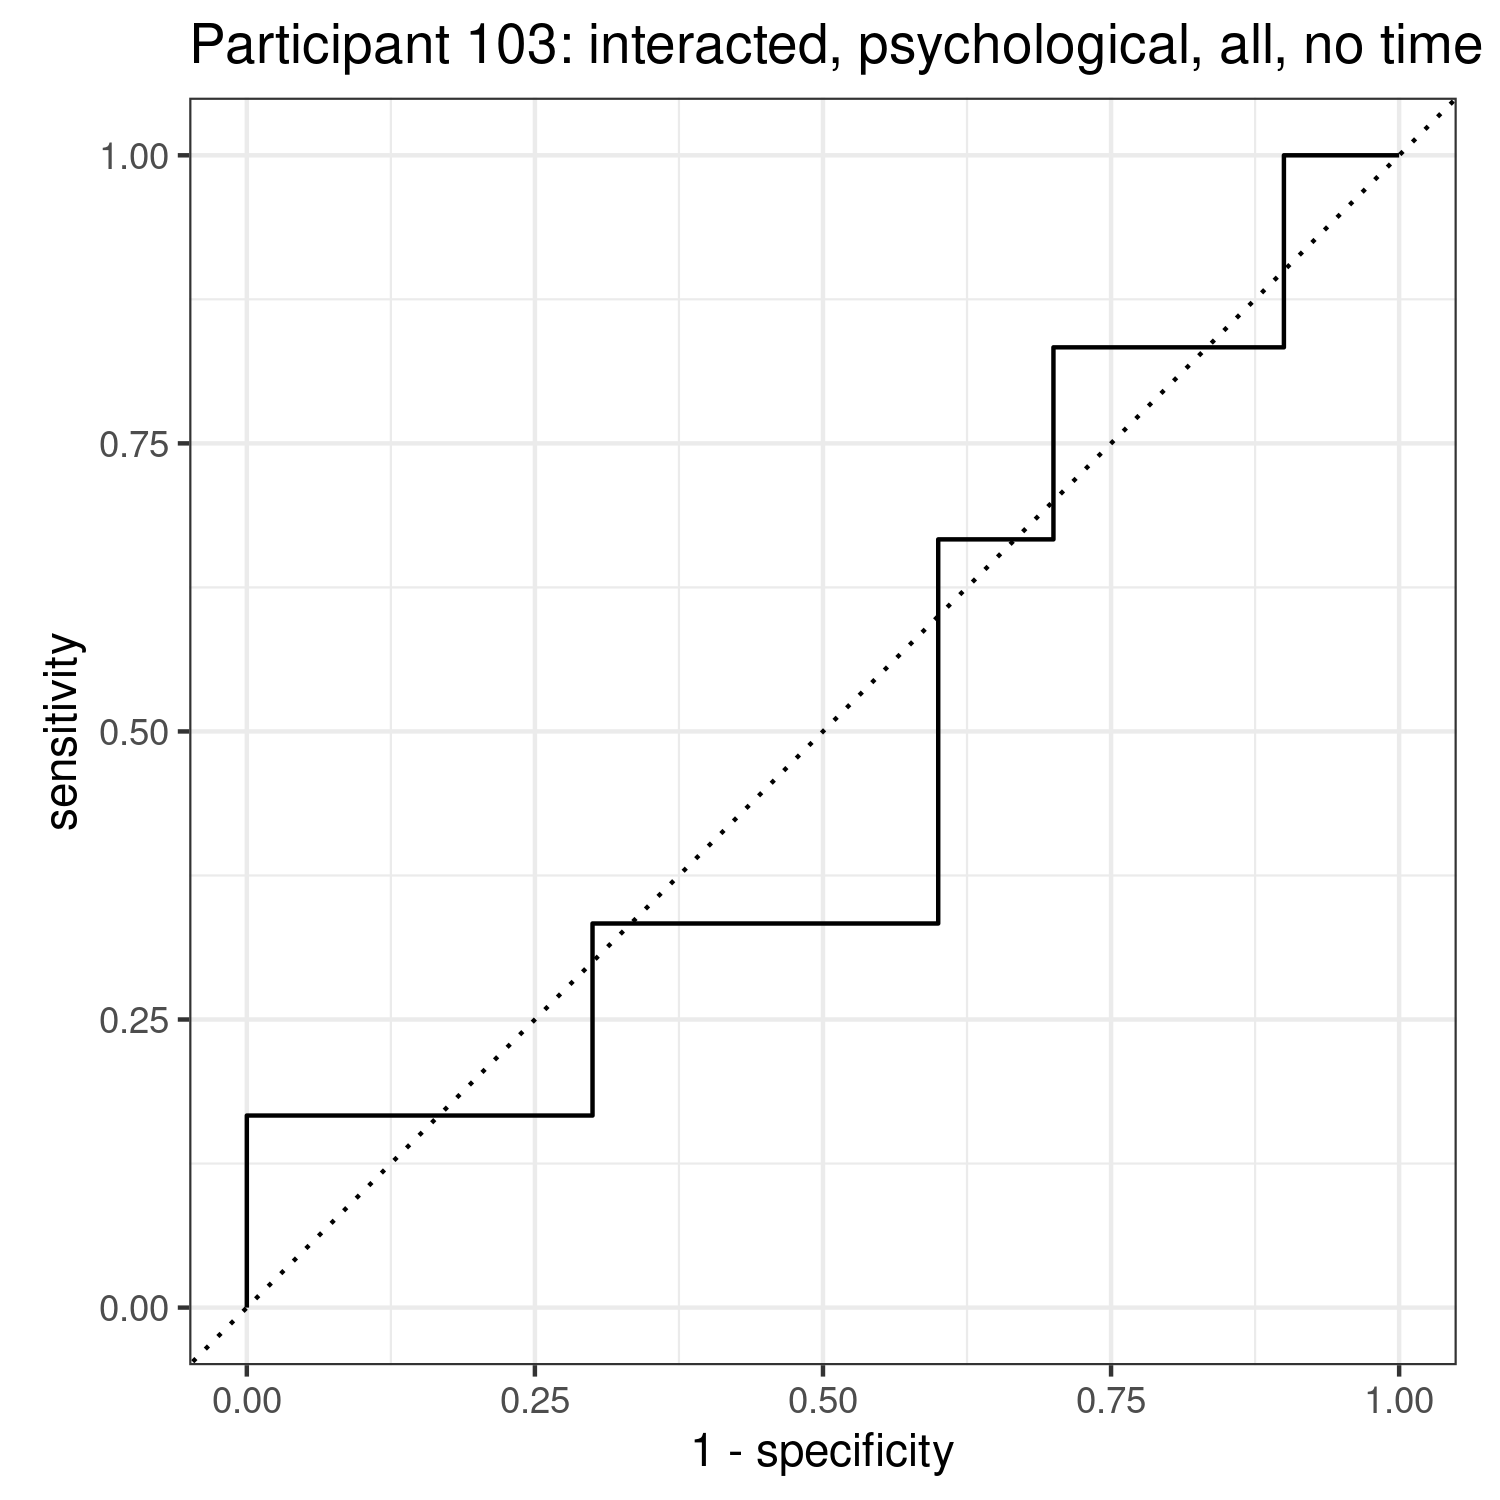 Participant 103: interacted, psychological, all, no time
1.00
0.75
0.50
0.25
0.00
sensitivity
0.00 0.25 0.50 0.75 1.00
1 - specificity